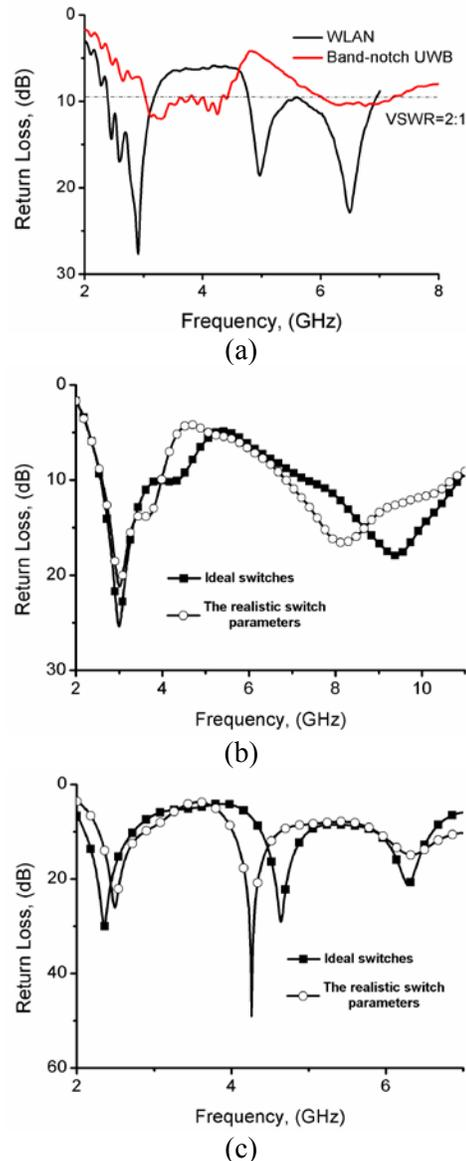 0
10
20
30
Return Loss, (dB)
WLAN
Band-notch UWB
VSWR=2:1
2
4
6
8
Frequency, (GHz)
(a)
0
10
20
30
Return Loss, (dB)
Ideal switches
The realistic switch
parameters
2
4
6
8
10
Frequency, (GHz)
(b)
0
20
40
60
Return Loss, (dB)
Ideal switches
The realistic switch
parameters
2
4
6
Frequency, (GHz)
(c)